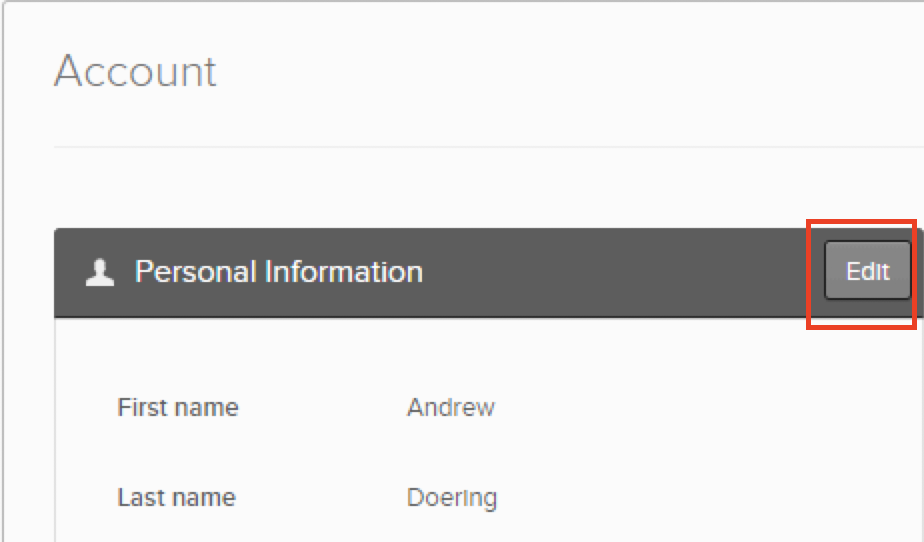 Account
Personal Information Edit
First name Andrew
Last name Doering